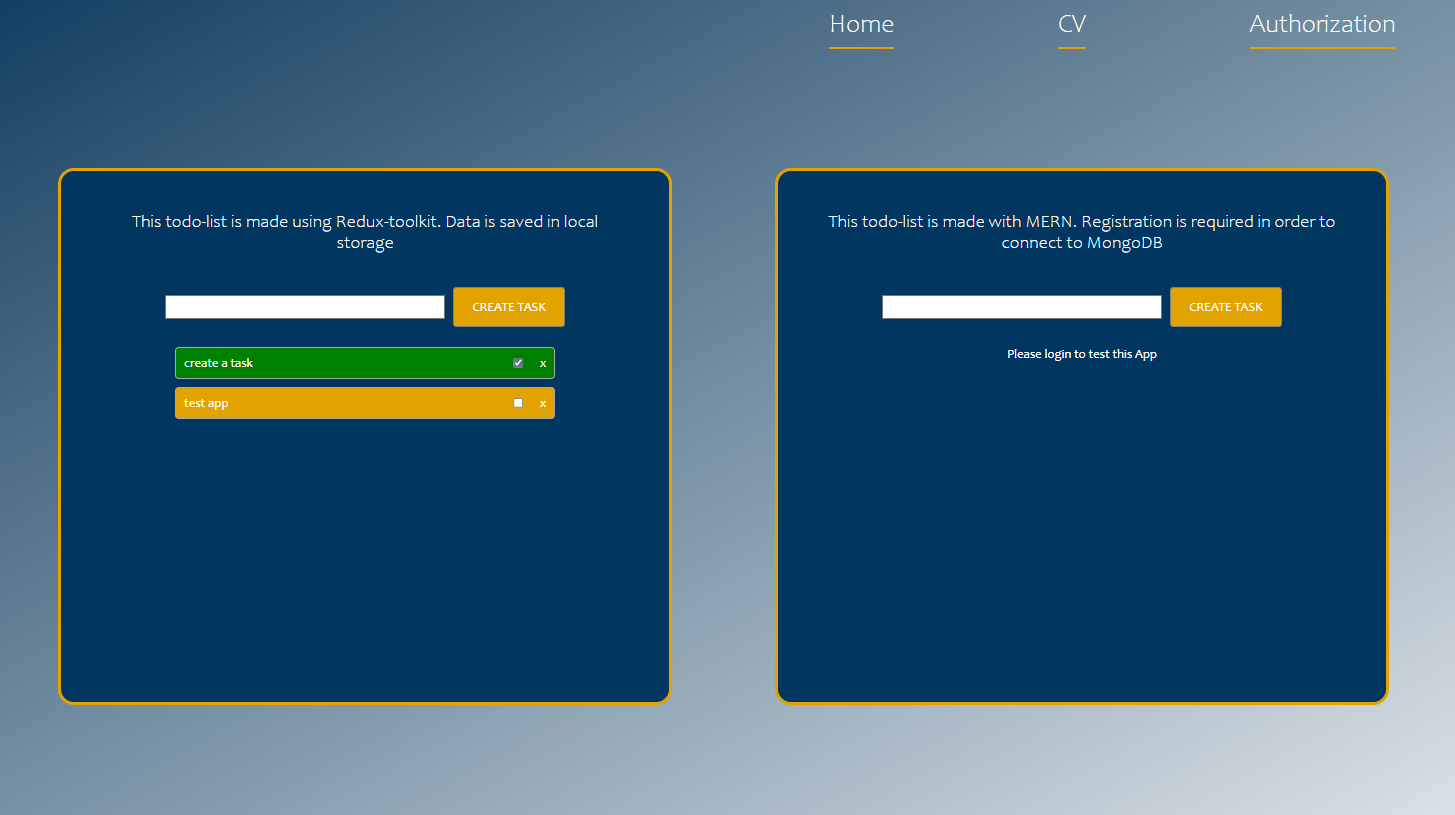 Home
CV
Authorization
This todo-list is made using Redux-toolkit. Data is saved in local
storage
CREATE TASK
create a task
x
test app
x
This todo-list is made with MERN. Registration is required in order to
connect to MongoDB
CREATE TASK
Please login to test this App